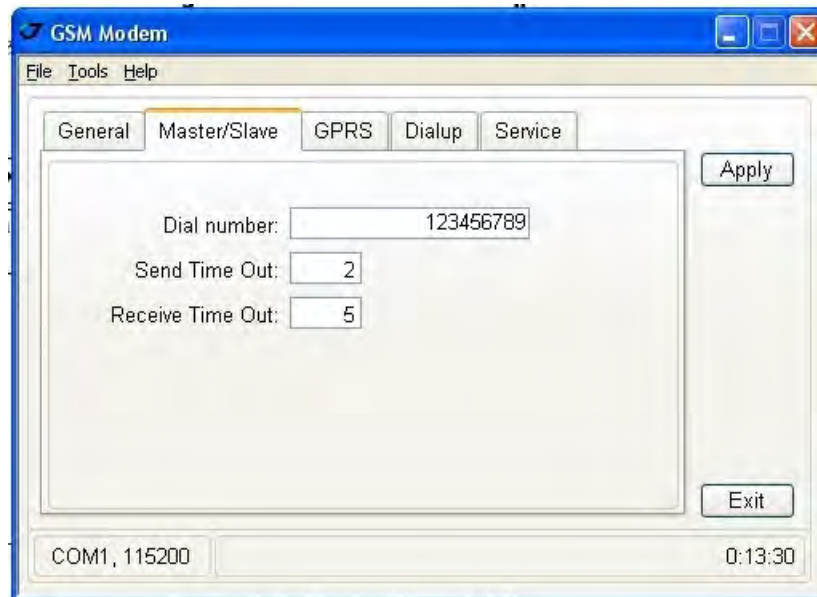 GSM Modem
File Tools Help
General Master/Slave GPRS Dialup Service
Apply
Dial number: 123456789
Send Time Out: 2
Receive Time Out: 5
Exit
COM1, 115200 0:13:30